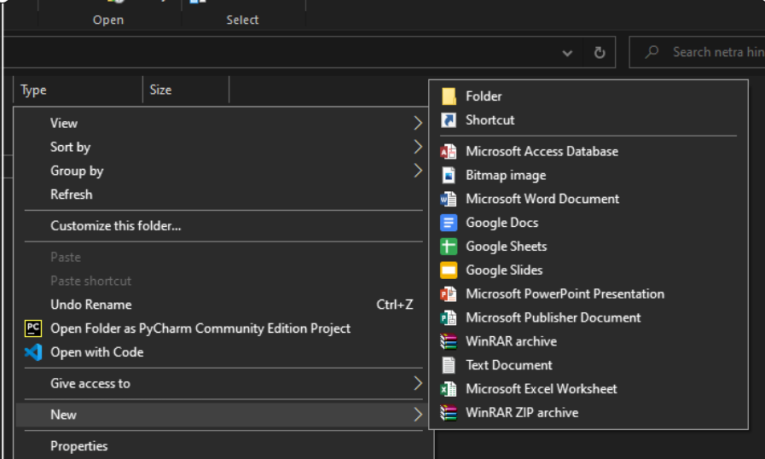 Open
Select
Search netra hin
Type
Size
View
Sort by
Group by
Refresh
Customize this folder...
Paste
Paste shortcut
Undo Rename Ctrl+Z
PC Open Folder as PyCharm Community Edition Project
Open with Code
Give access to
New
Properties
Folder
Shortcut
Microsoft Access Database
Bitmap image
Microsoft Word Document
Google Docs
Google Sheets
Google Slides
Microsoft PowerPoint Presentation
Microsoft Publisher Document
WinRAR archive
Text Document
Microsoft Excel Worksheet
WinRAR ZIP archive